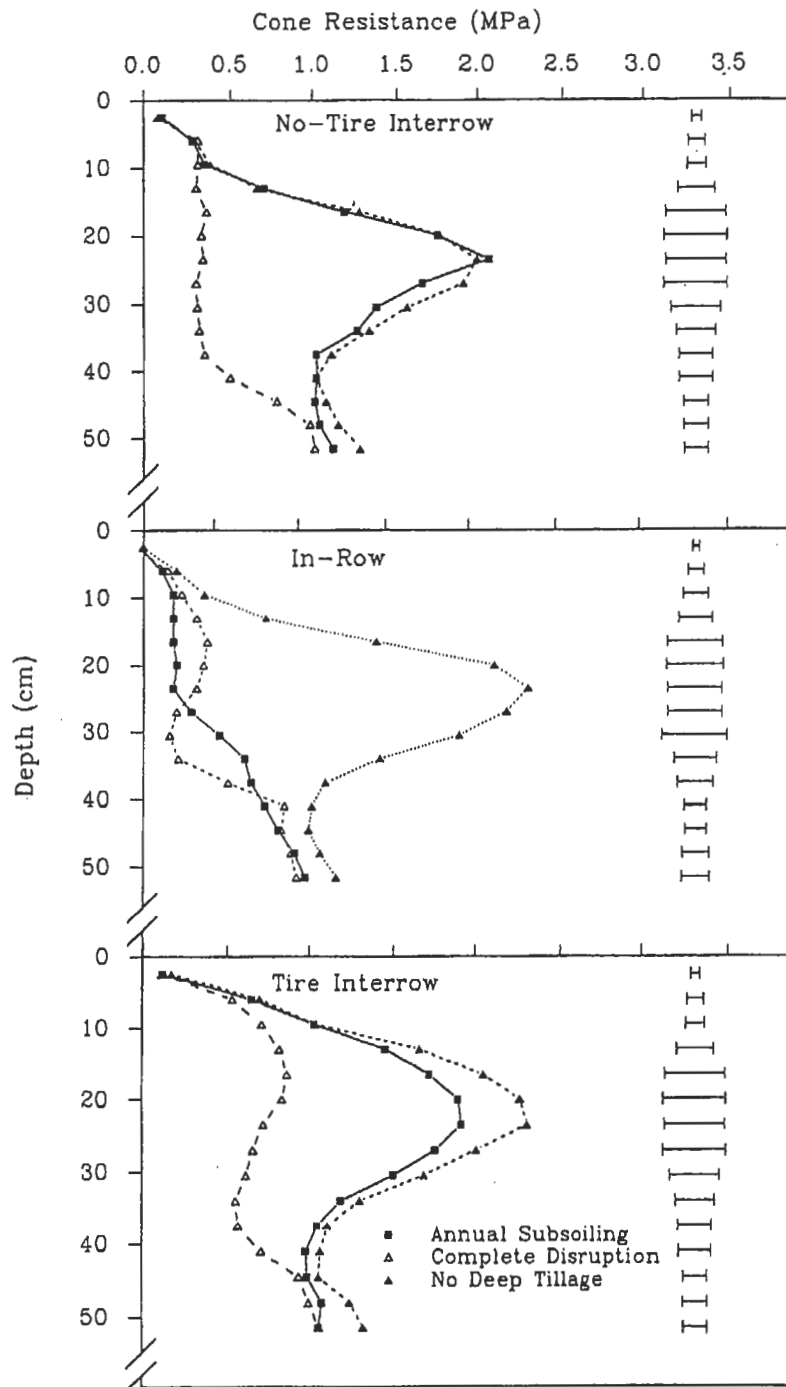 Cone Resistance (MPa)
0.0 0.5 1.0 1.5 2.0 2.5 3.0 3.5
No-Tire Interrow
0
10
20
30
40
50
In-Row
0
10
20
30
40
50
Depth (cm)
Tire Interrow
0
10
20
30
40
50
Annual Subsoiling
Complete Disruption
No Deep Tillage